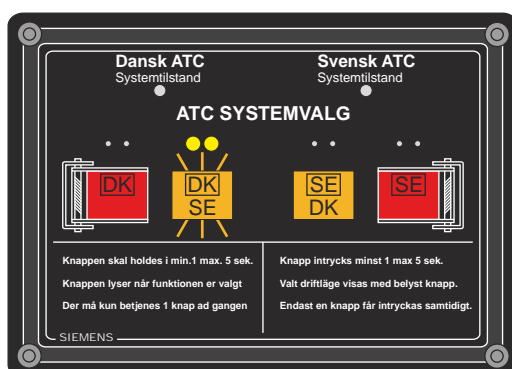 Dansk ATC
Systemtilstand
Svensk ATC
Systemtilstand
ATC SYSTEMVALG
DK
DK
SE
SE
DK
SE
Knappen skal holdes i min.1 max. 5 sek.
Knappen lyser når funktionen er valgt
Der må kun betjenes 1 knap ad gangen
Knapp intrycks minst 1 max 5 sek.
Valt driftläge visas med belyst knapp.
Endast en knapp får intryckas samtidigt.
SIEMENS